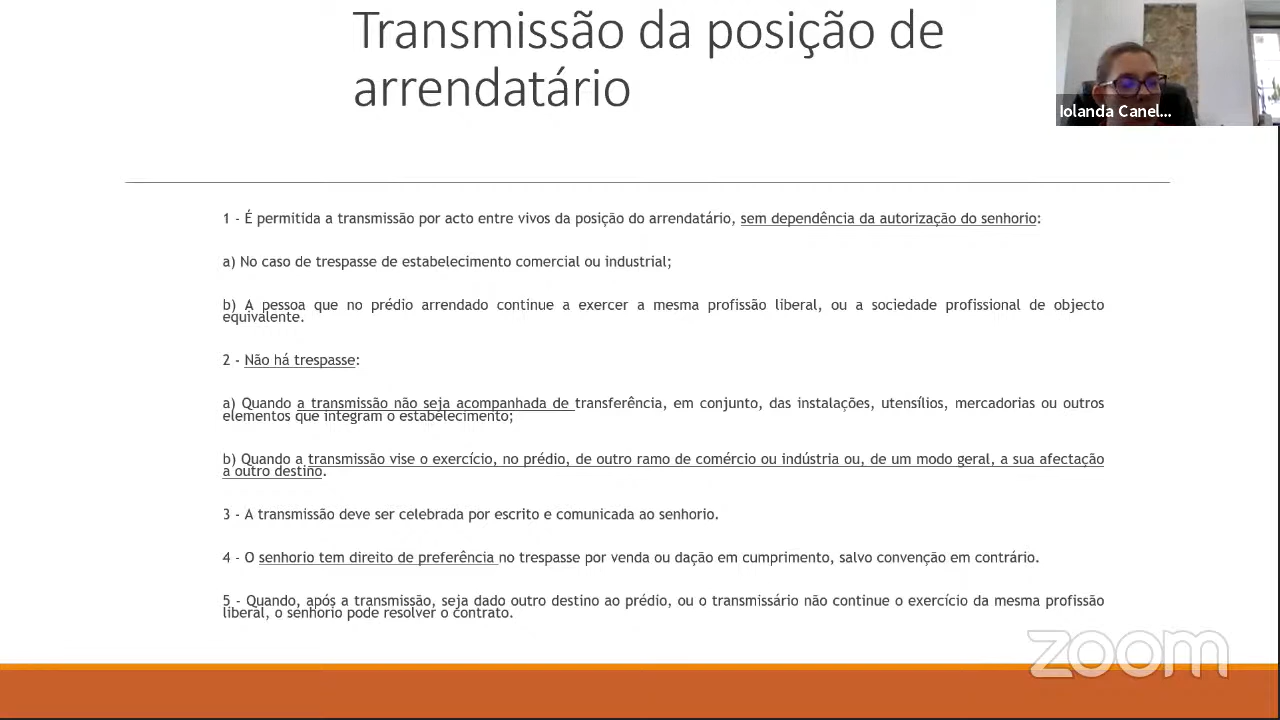 Transmissão da posição de
arrendatário
Iolanda Canel...
1 - É permitida a transmissão por acto entre vivos da posição do arrendatário, sem dependência da autorização do senhorio:
a) No caso de trespasse de estabelecimento comercial ou industrial;
b) A pessoa que no prédio arrendado continue a exercer a mesma profissão liberal, ou a sociedade profissional de objecto
equivalente.
2 - Não há trespasse:
a) Quando a transmissão não seja acompanhada de transferência, em conjunto, das instalações, utensílios, mercadorias ou outros
elementos que integram o estabelecimento;
b) Quando a transmissão vise o exercício, no prédio, de outro ramo de comércio ou indústria ou, de um modo geral, a sua afectação
a outro destino.
3 - A transmissão deve ser celebrada por escrito e comunicada ao senhorio.
4 - O senhorio tem direito de preferência no trespasse por venda ou dação em cumprimento, salvo convenção em contrário.
5 - Quando, após a transmissão, seja dado outro destino ao prédio, ou o transmissário não continue o exercício da mesma profissão
liberal, o senhorio pode resolver o contrato.
zoom